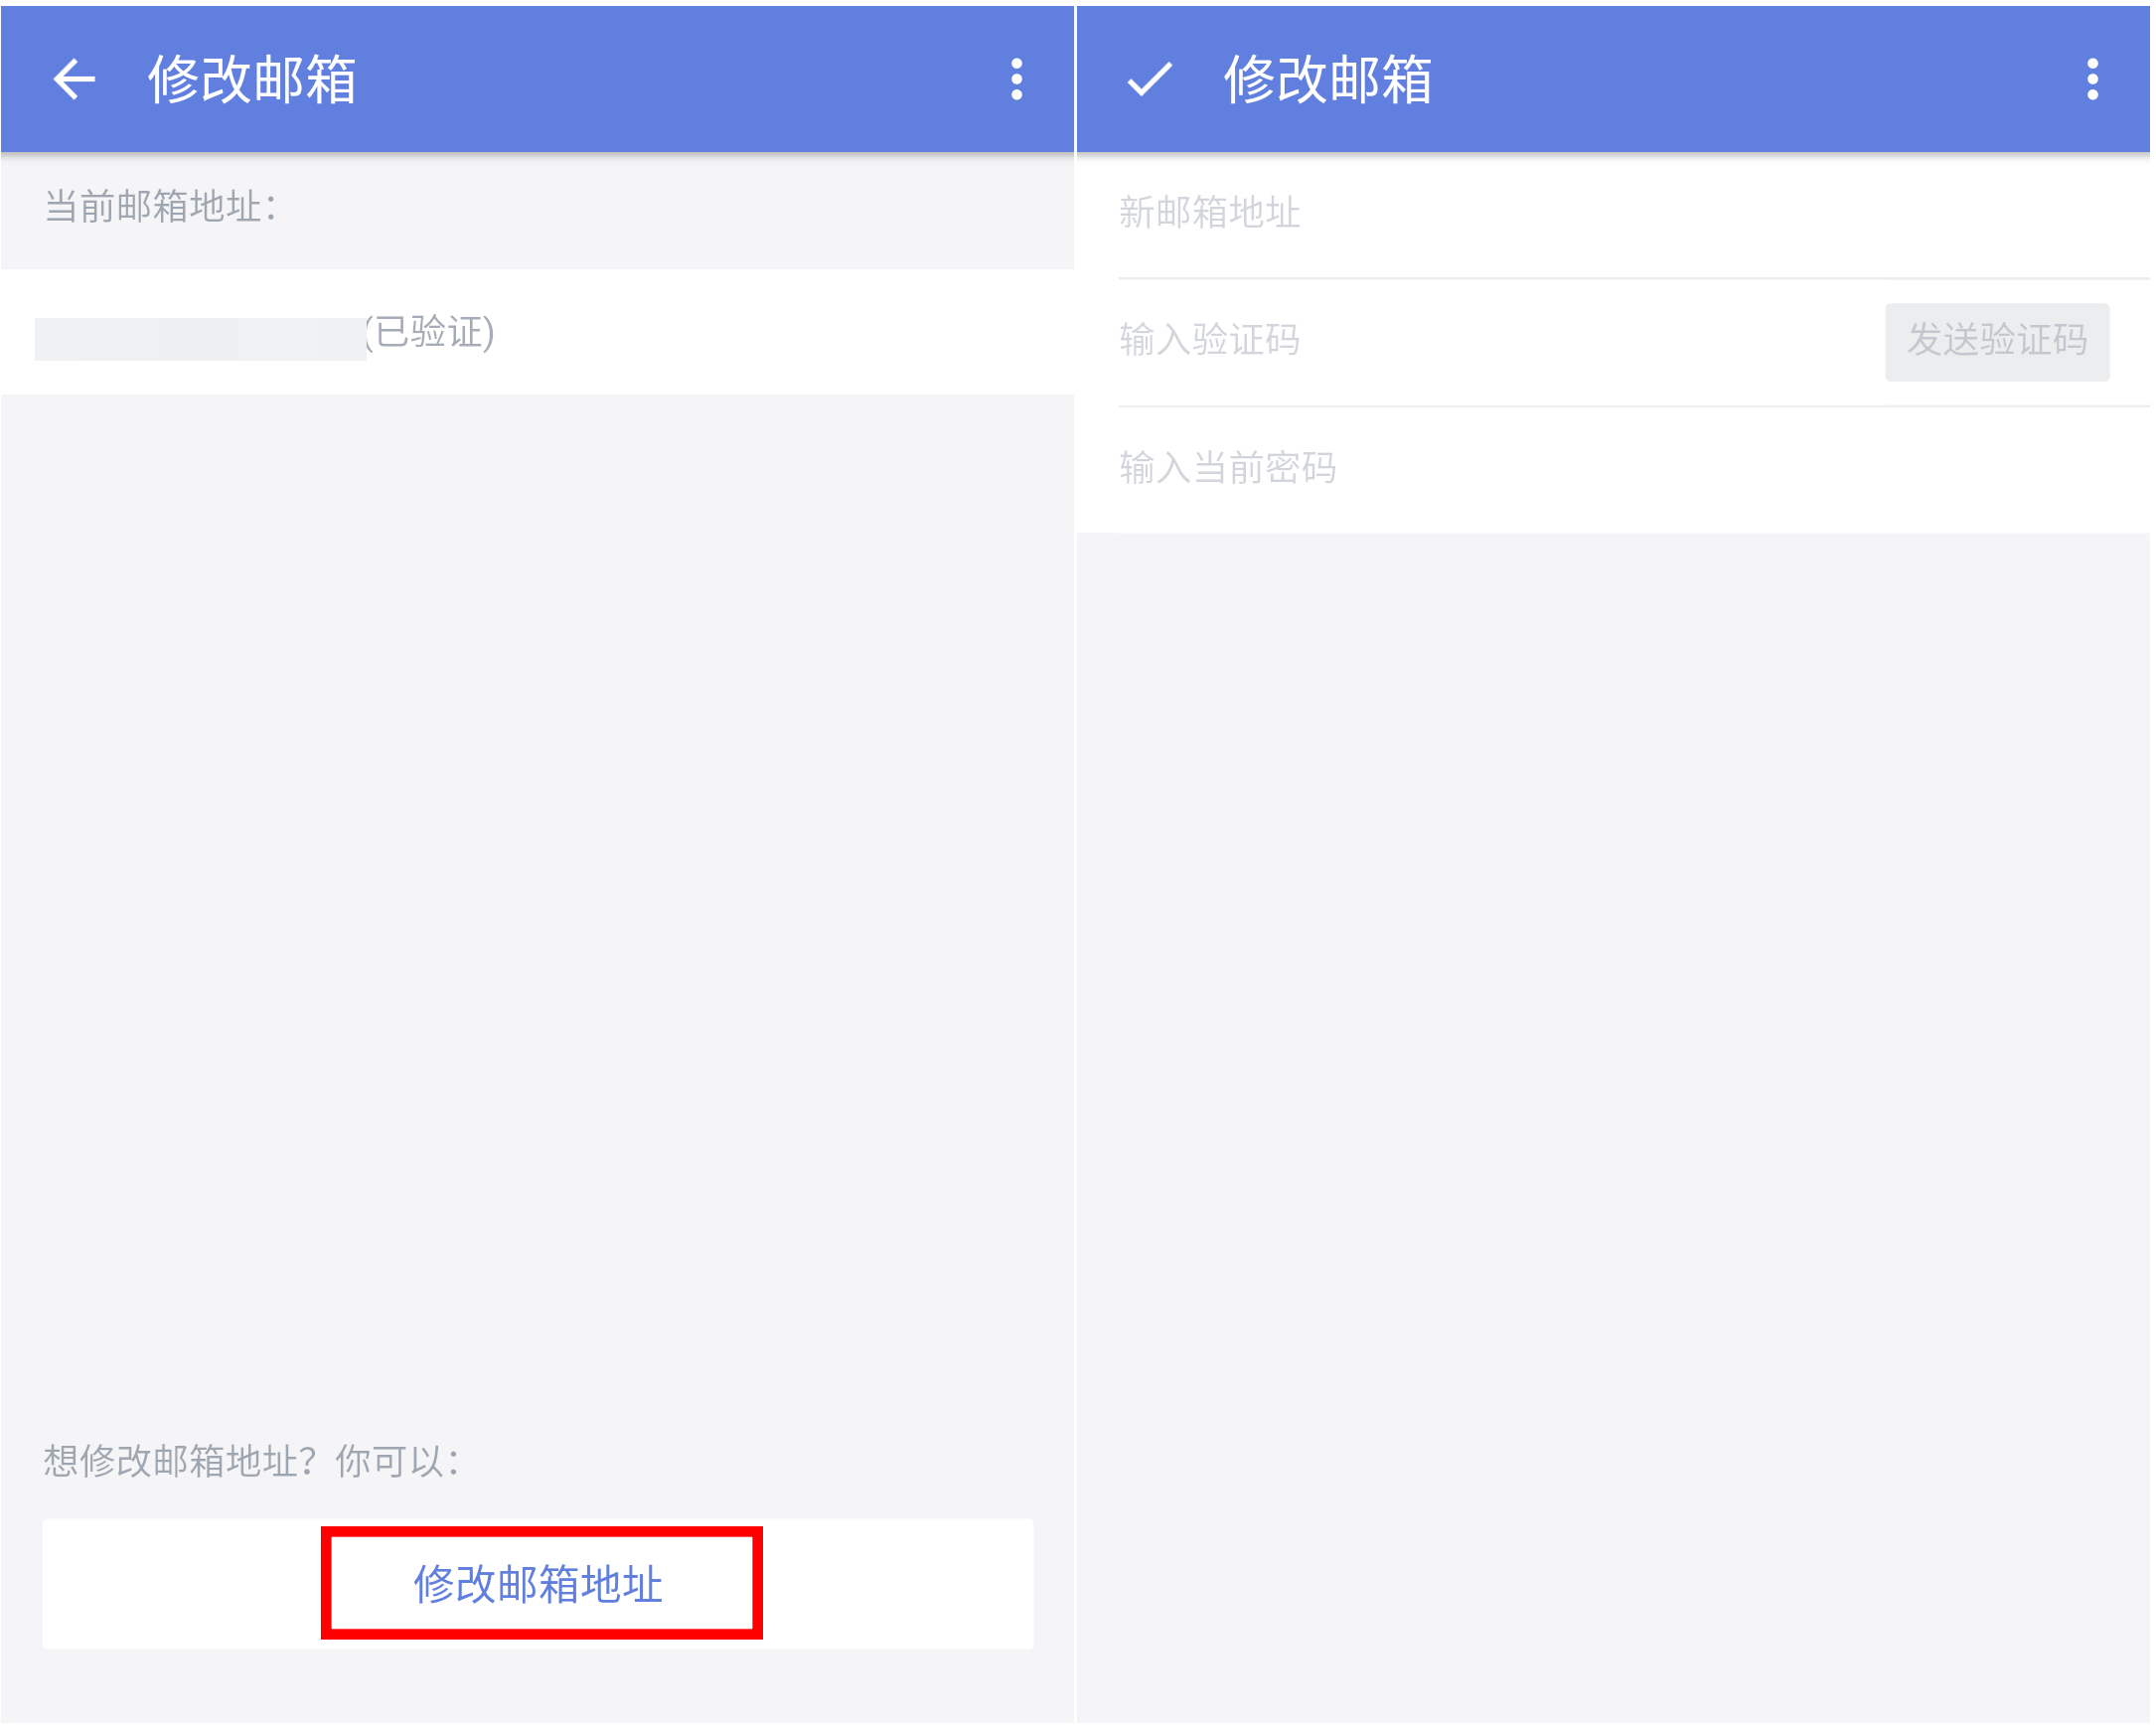 修改邮箱
当前邮箱地址：
(已验证)
想修改邮箱地址？你可以：
修改邮箱地址
修改邮箱
新邮箱地址
输入验证码 发送验证码
输入当前密码